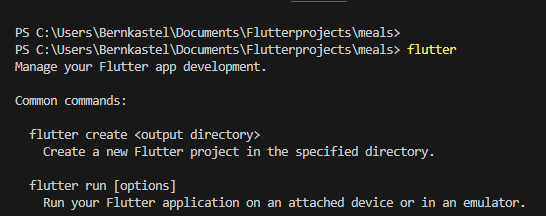 PS C:\Users\Bernkastel\Documents\Flutterprojects\meals>
PS C:\Users\Bernkastel\Documents\Flutterprojects\meals> flutter
Manage your Flutter app development.

Common commands:

  flutter create <output directory>
    Create a new Flutter project in the specified directory.

  flutter run [options]
    Run your Flutter application on an attached device or in an emulator.